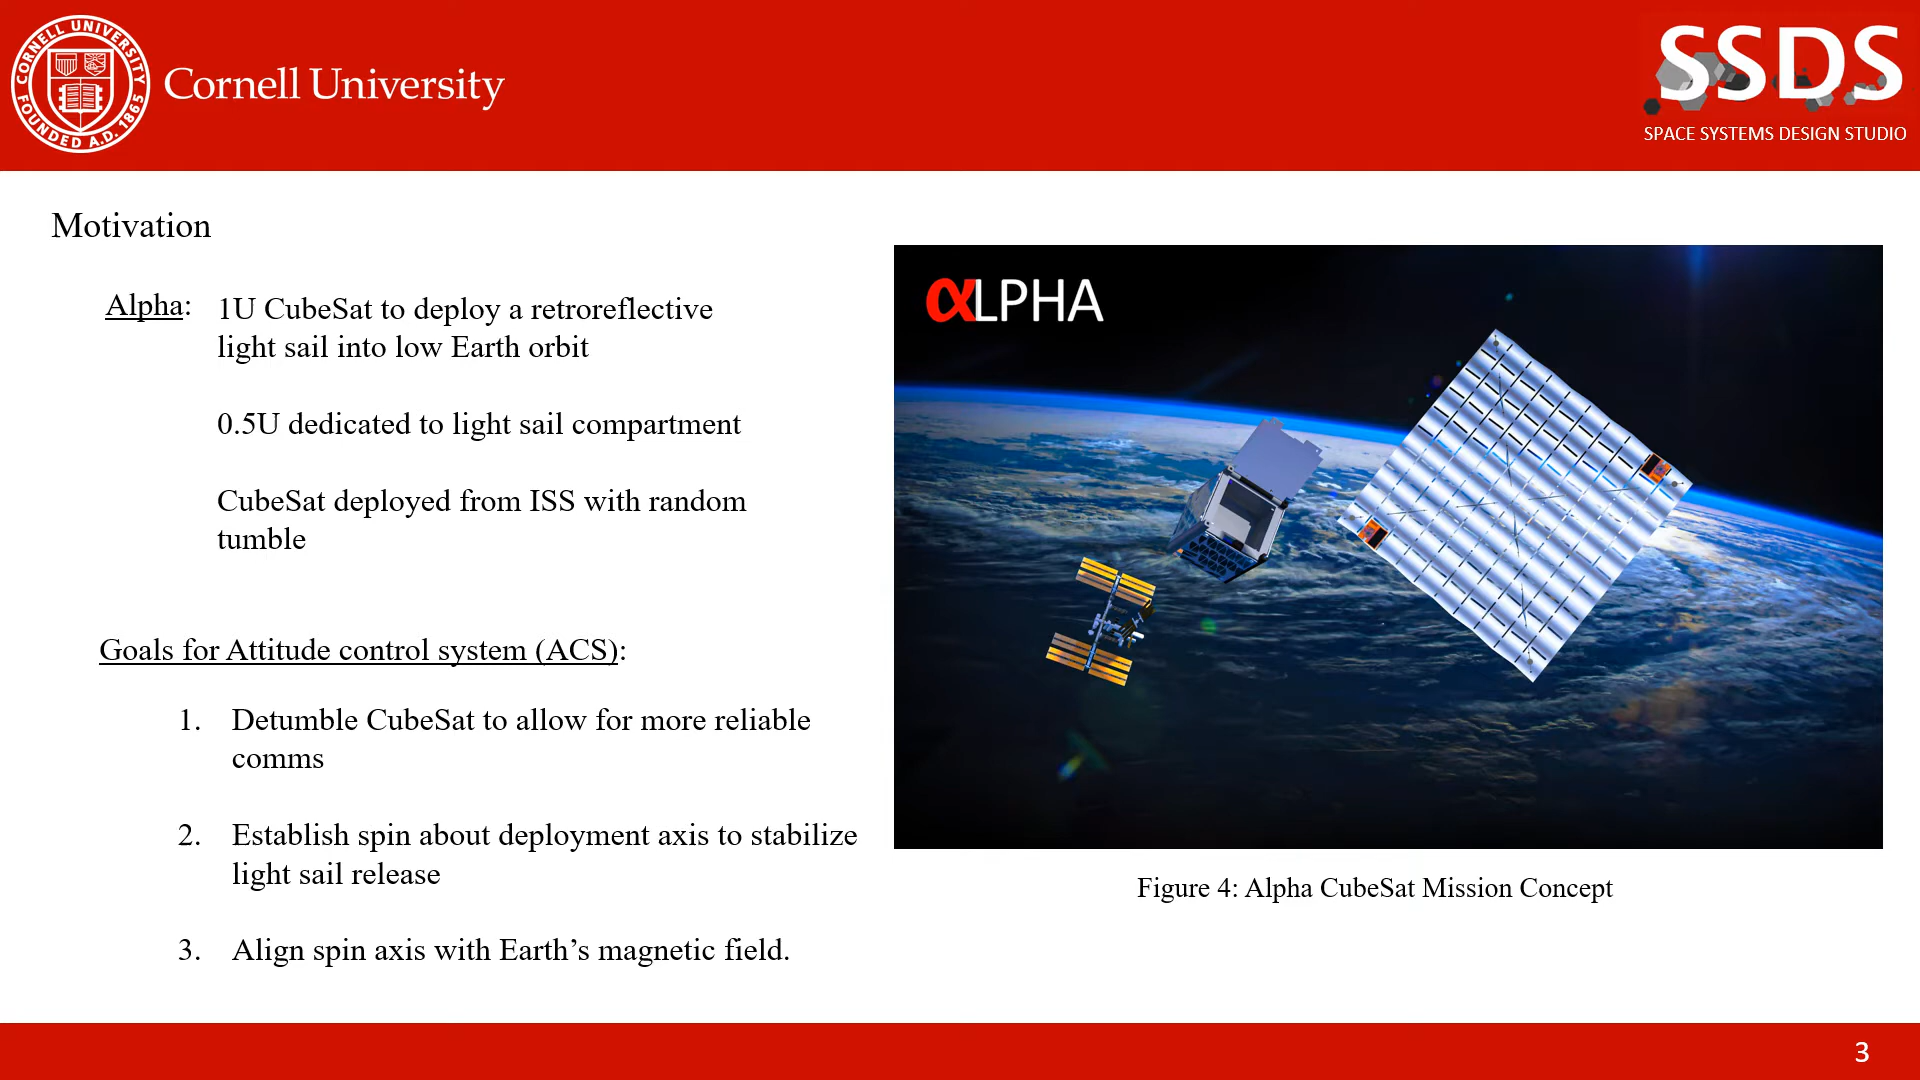 CORNELL UNIVERSITY
FOUNDED A.D. 1865
Cornell University
SSDS
SPACE SYSTEMS DESIGN STUDIO
Motivation
Alpha:
1U CubeSat to deploy a retroreflective
light sail into low Earth orbit
0.5U dedicated to light sail compartment
CubeSat deployed from ISS with random
tumble
Goals for Attitude control system (ACS):
1. Detumble CubeSat to allow for more reliable
comms
2. Establish spin about deployment axis to stabilize
light sail release
3. Align spin axis with Earth’s magnetic field.
αLPHA
Figure 4: Alpha CubeSat Mission Concept
3